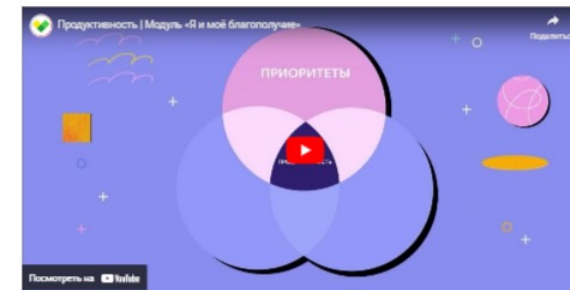 Продуктивность | Модуль «Я и моё благополучие»
Поделиться
ПРИОРИТЕТЫ
Посмотреть на YouTube